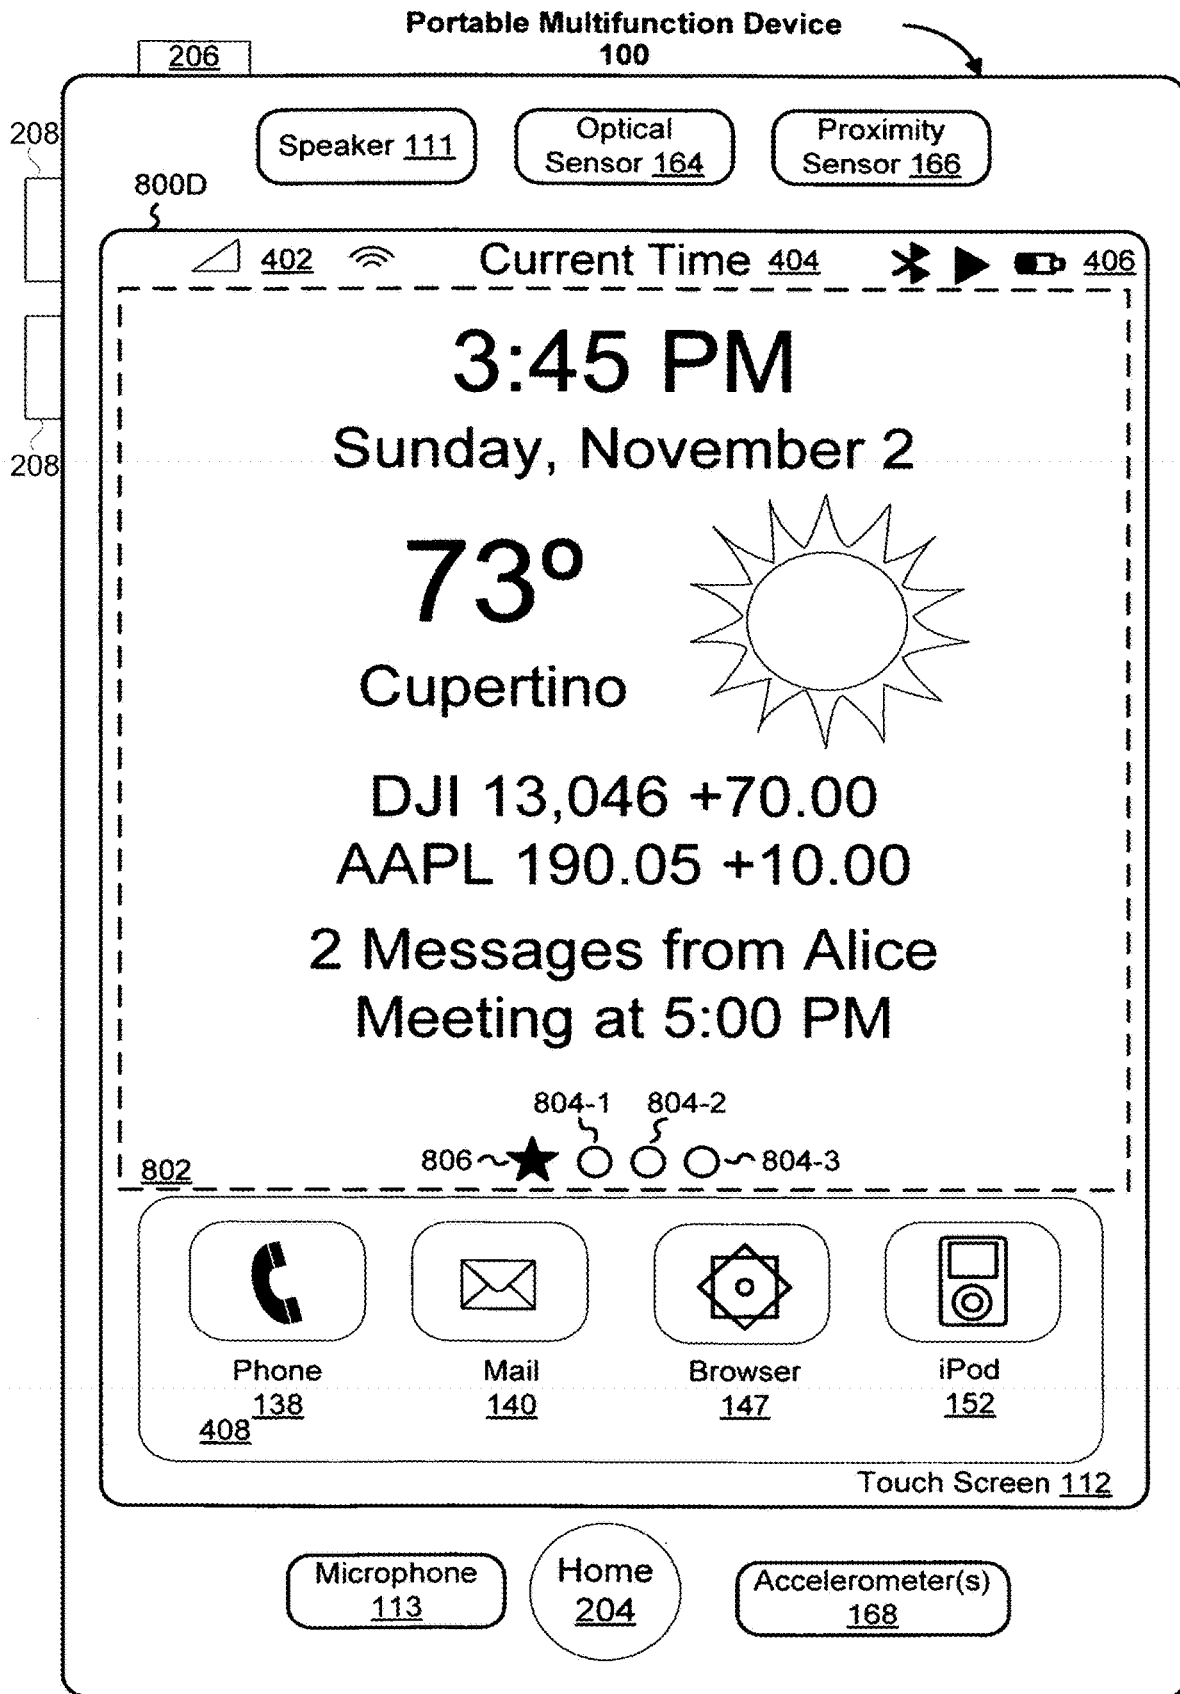 Portable Multifunction Device
100
206
208
Speaker 111
Optical
Sensor 164
Proximity
Sensor 166
800D
402
Current Time 404
406
3:45 PM
Sunday, November 2
208
73º
Cupertino
DJI 13,046 +70.00
AAPL 190.05 +10.00
2 Messages from Alice
Meeting at 5:00 PM
804-1
804-2
806
804-3
802
Phone
138
Mail
140
Browser
147
iPod
152
408
Touch Screen 112
Microphone
113
Home
204
Accelerometer(s)
168